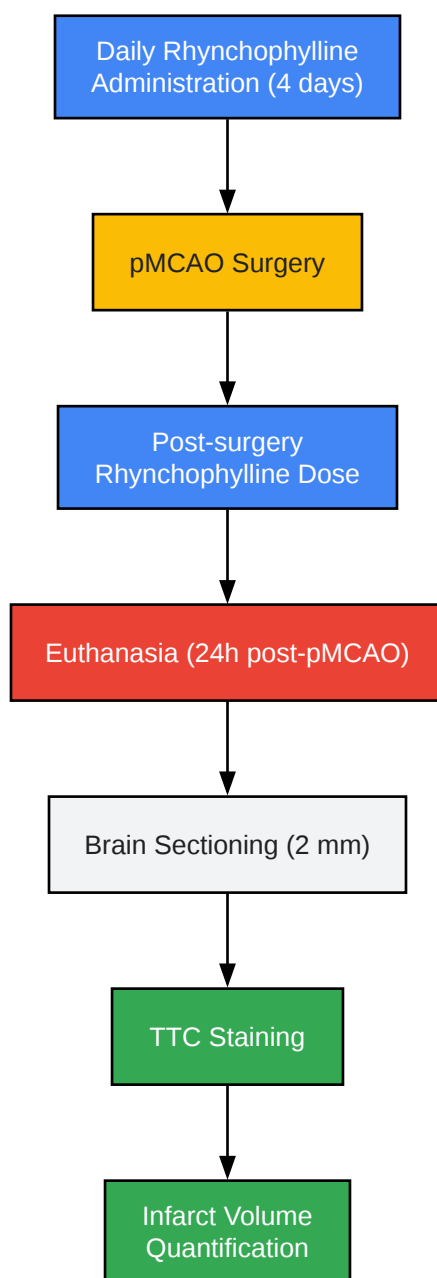 Daily Rhynchophylline
Administration (4 days)
pMCAO Surgery
Post-surgery
Rhynchophylline Dose
Euthanasia (24h post-pMCAO)
Brain Sectioning (2 mm)
TTC Staining
Infarct Volume
Quantification